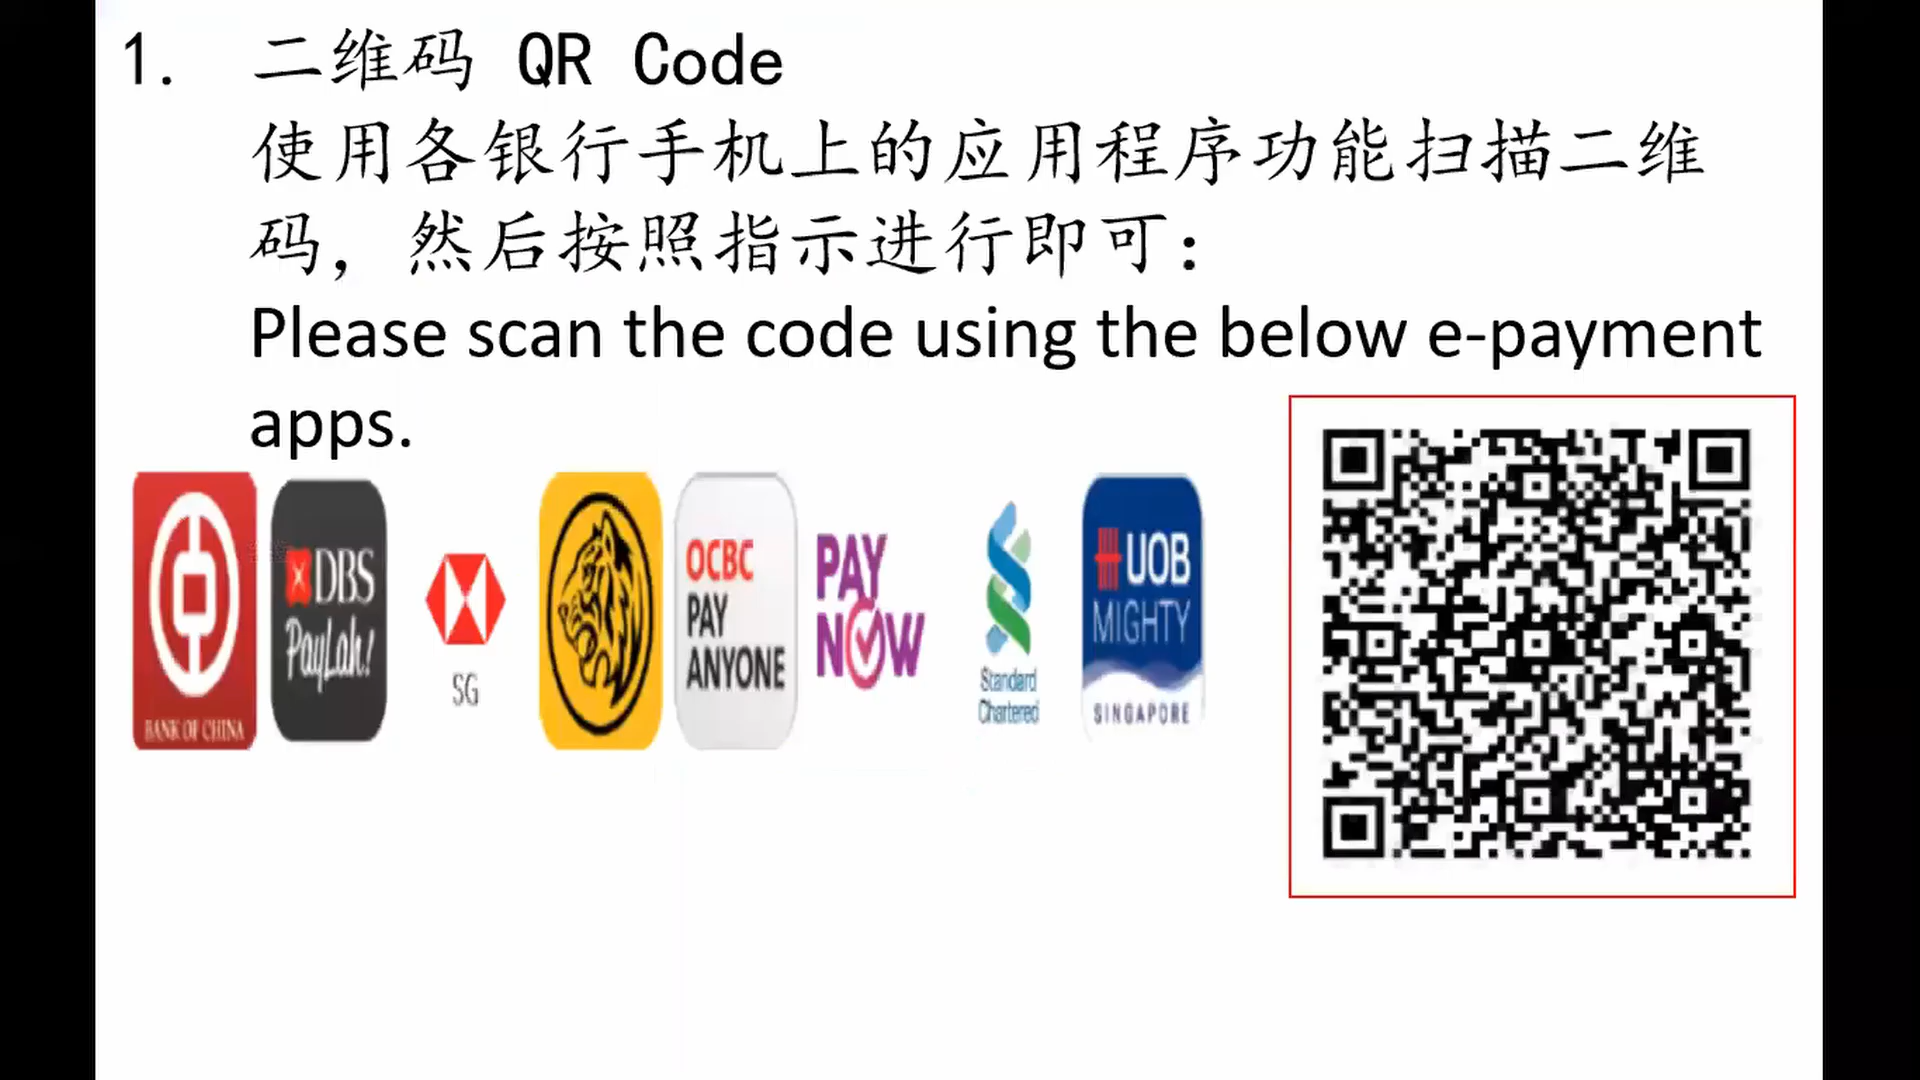 1. 二维码 QR Code
使用各银行手机上的应用程序功能扫描二维
码，然后按照指示进行即可：
Please scan the code using the below e-payment
apps.
BANK OF CHINA
DBS
PayLah!
SG
OCBC
PAY
ANYONE
PAY
NOW
Standard
Chartered
UOB
MIGHTY
SINGAPORE